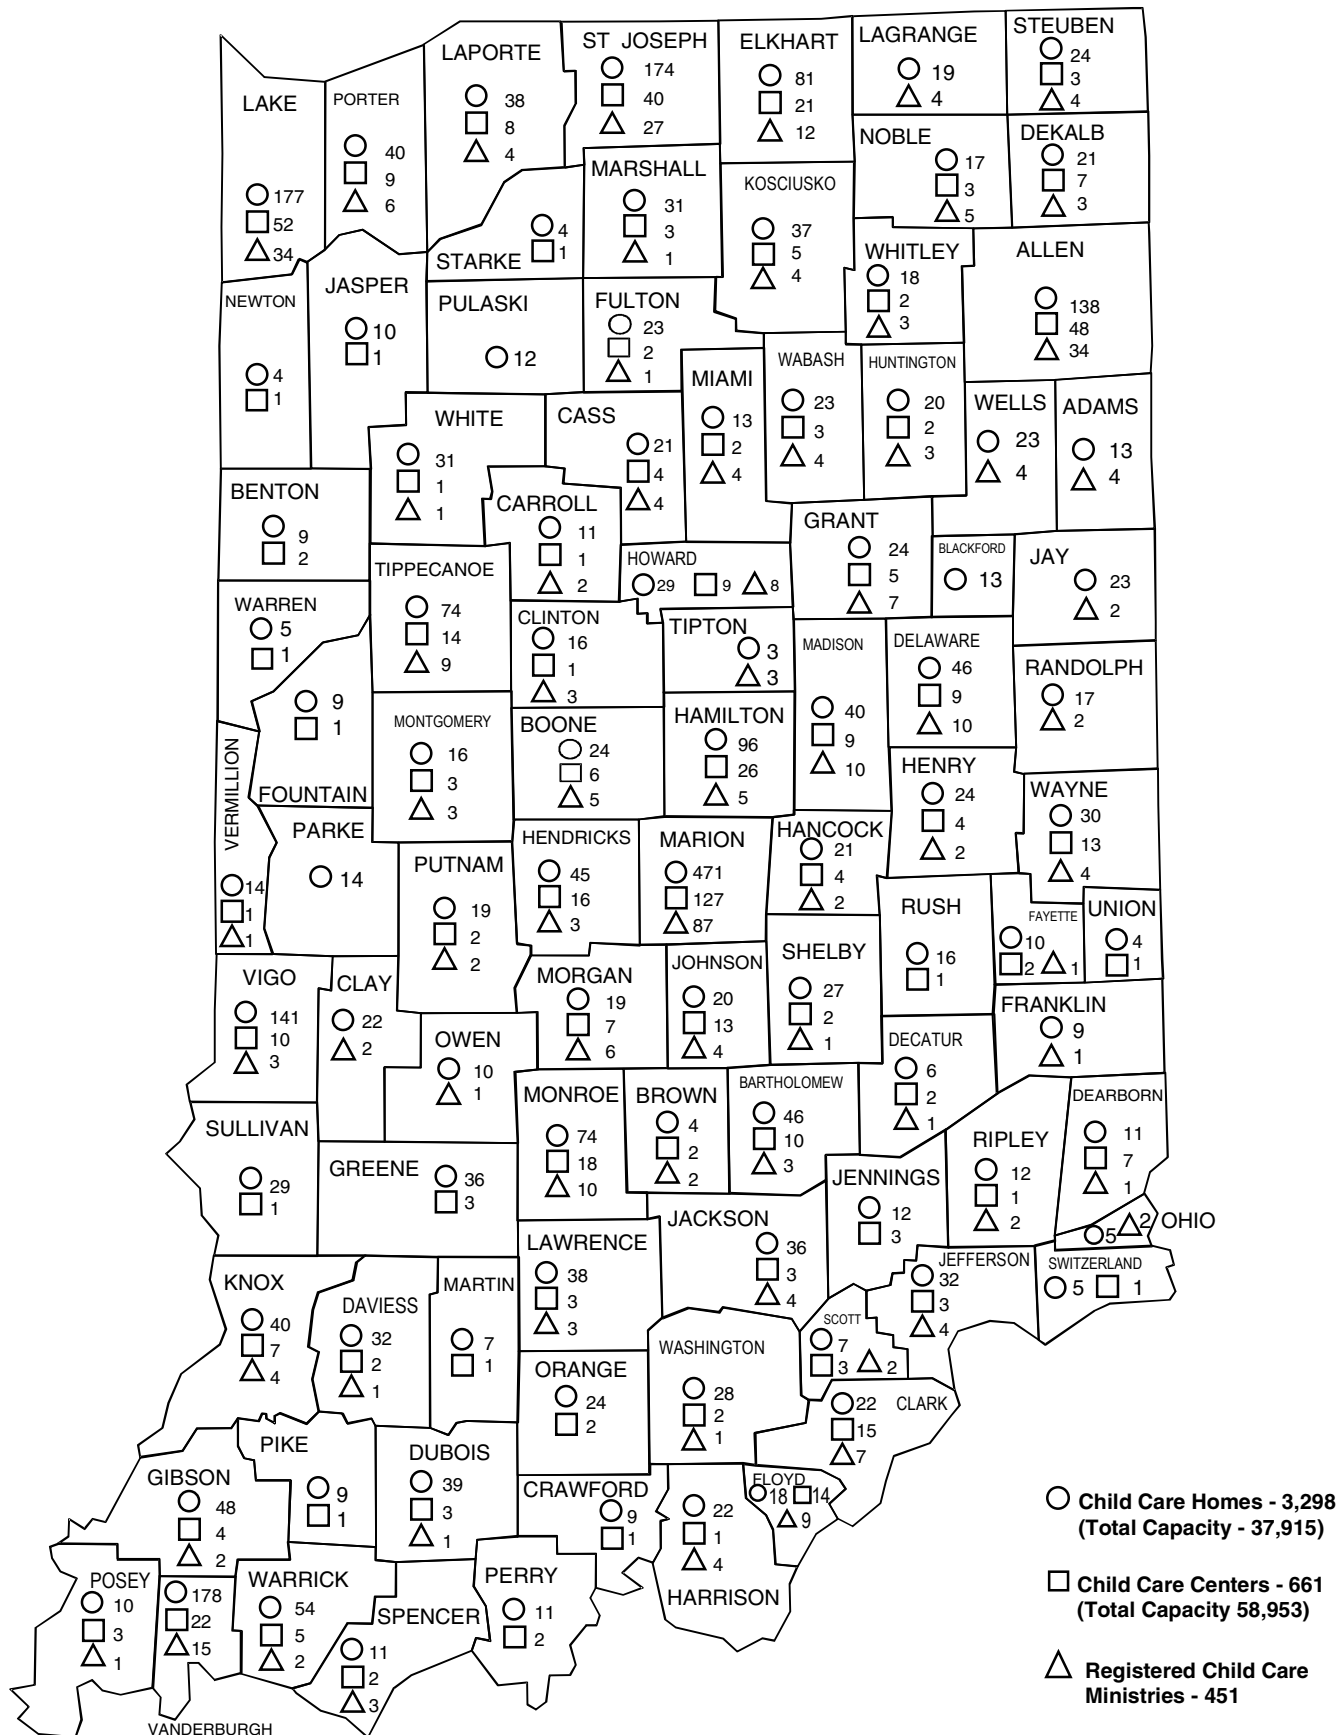 LAKE
177
52
34
PORTER
40
9
6
LAPORTE
38
8
4
ST JOSEPH
174
40
27
ELKHART
81
21
12
LAGRANGE
19
4
STEUBEN
24
3
4
NOBLE
17
3
5
DEKALB
21
7
3
MARSHALL
31
3
1
KOSCIUSKO
37
5
4
STARKE
4
1
WHITLEY
18
2
3
ALLEN
138
48
34
NEWTON
4
1
JASPER
10
1
PULASKI
12
FULTON
23
2
1
MIAMI
13
2
4
WABASH
23
3
4
HUNTINGTON
20
2
3
WELLS
23
4
ADAMS
13
4
WHITE
31
1
1
CASS
21
4
4
BENTON
9
2
CARROLL
11
1
2
GRANT
24
5
7
BLACKFORD
13
JAY
23
2
HOWARD
29 9 8
TIPPECANOE
74
14
9
WARREN
5
1
CLINTON
16
1
3
TIPTON
3
3
MADISON
40
9
10
DELAWARE
46
9
10
RANDOLPH
17
2
9
1
FOUNTAIN
MONTGOMERY
16
3
3
BOONE
24
6
5
HAMILTON
96
26
5
HENRY
24
4
2
WAYNE
30
13
4
VERMILLION
14
1
1
PARKE
14
PUTNAM
19
2
2
HENDRICKS
45
16
3
MARION
471
127
87
HANCOCK
21
4
2
RUSH
16
1
FAYETTE
10
2 1
UNION
4
1
VIGO
141
10
3
CLAY
22
2
OWEN
10
1
MORGAN
19
7
6
JOHNSON
20
13
4
SHELBY
27
2
1
FRANKLIN
9
1
DECATUR
6
2
1
SULLIVAN
29
1
GREENE
36
3
MONROE
74
18
10
BROWN
4
2
2
BARTHOLOMEW
46
10
3
DEARBORN
11
7
1
RIPLEY
12
1
2
JENNINGS
12
3
OHIO
5 2
JACKSON
36
3
4
LAWRENCE
38
3
3
JEFFERSON
32
3
4
SWITZERLAND
5 1
KNOX
40
7
4
DAVIESS
32
2
1
MARTIN
7
1
SCOTT
7
3 2
WASHINGTON
28
2
1
ORANGE
24
2
CLARK
22
15
7
PIKE
9
1
DUBOIS
39
3
1
GIBSON
48
4
2
CRAWFORD
9
1
FLOYD
18 14
9
22
1
4
HARRISON
POSEY
10
3
1
178
22
15
VANDERBURGH
WARRICK
54
5
2
SPENCER
11
2
3
PERRY
11
2
Child Care Homes - 3,298
(Total Capacity - 37,915)
Child Care Centers - 661
(Total Capacity 58,953)
Registered Child Care
Ministries - 451